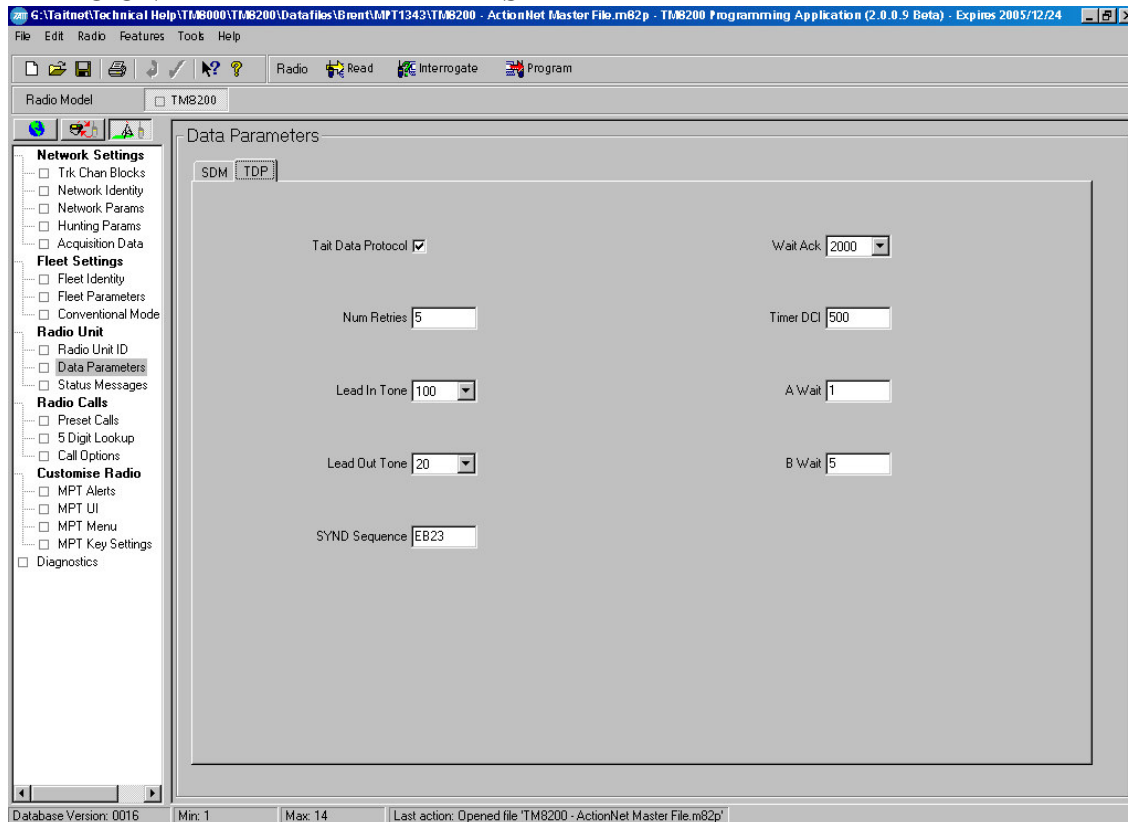 TAIT G:\Taitnet\Technical Help\TM8000\TM8200\Datafiles\Brent\MPT1343\TM8200 - ActionNet Master File.m82p - TM8200 Programming Application (2.0.0.9 Beta) - Expires 2005/12/24
File Edit Radio Features Tools Help
Radio Read Interrogate Program
Radio Model TM8200
Data Parameters
SDM TDP
Network Settings
Trk Chan Blocks
Network Identity
Network Params
Hunting Params
Acquisition Data
Fleet Settings
Fleet Identity
Fleet Parameters
Conventional Mode
Radio Unit
Radio Unit ID
Data Parameters
Status Messages
Radio Calls
Preset Calls
5 Digit Lookup
Call Options
Customise Radio
MPT Alerts
MPT UI
MPT Menu
MPT Key Settings
Diagnostics
Tait Data Protocol
Wait Ack 2000
Num Retries 5
Timer DCI 500
Lead In Tone 100
A Wait 1
Lead Out Tone 20
B Wait 5
SYND Sequence EB23
Database Version: 0016 Min: 1 Max: 14 Last action: Opened file 'TM8200 - ActionNet Master File.m82p'